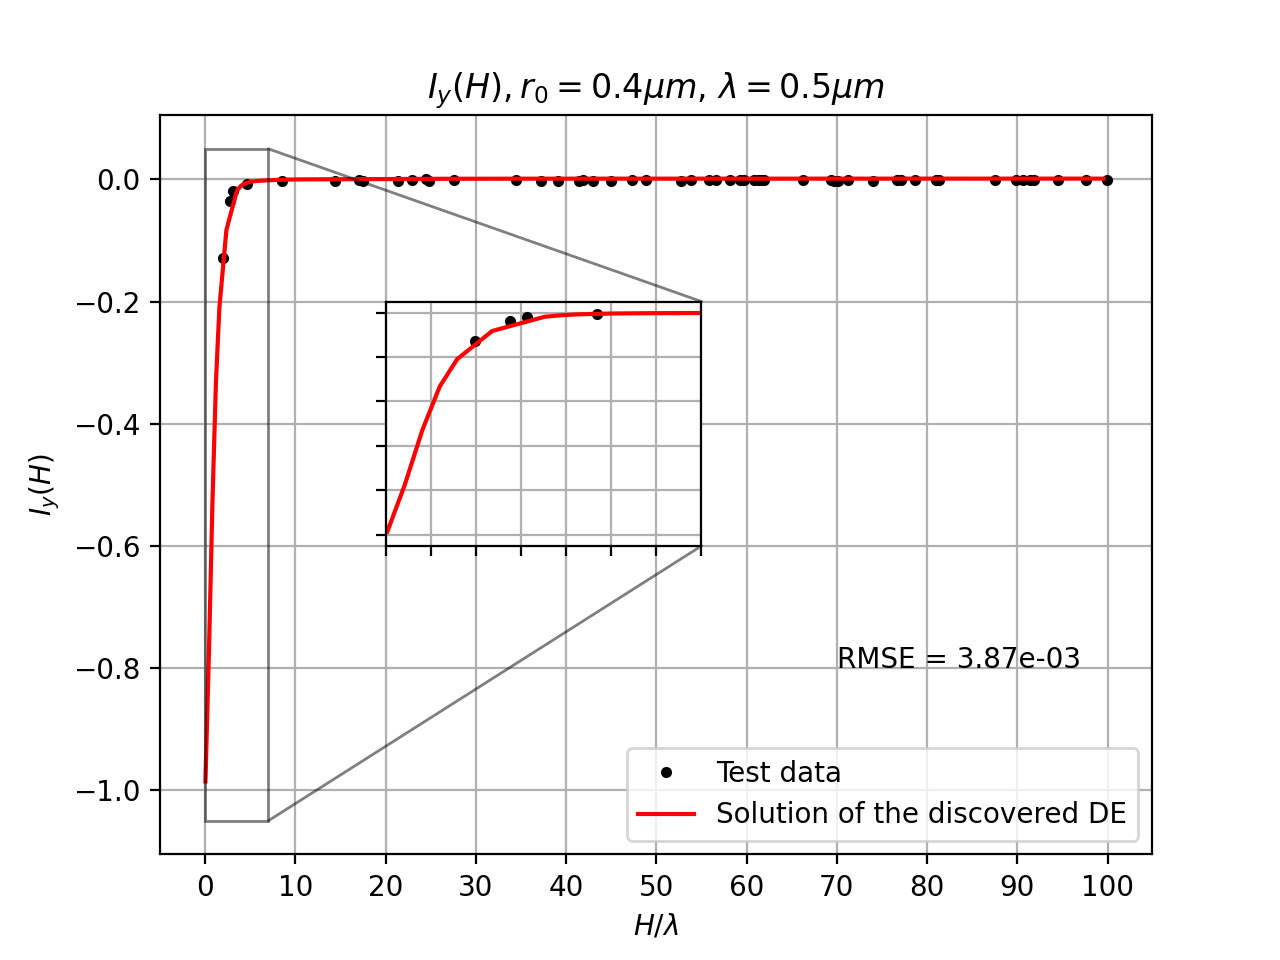 I_y(H), r_0 = 0.4μm, λ = 0.5μm
0.0
−0.2
−0.4
−0.6
−0.8
−1.0
I_y(H)
RMSE = 3.87e-03
Test data
Solution of the discovered DE
0 10 20 30 40 50 60 70 80 90 100
H/λ